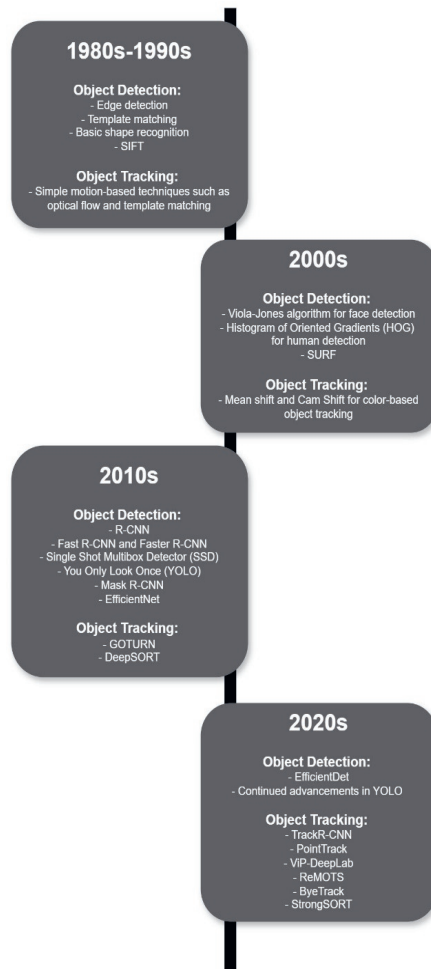 1980s-1990s
Object Detection:
- Edge detection
- Template matching
- Basic shape recognition
- SIFT
Object Tracking:
- Simple motion-based techniques such as
optical flow and template matching
2000s
Object Detection:
- Viola-Jones algorithm for face detection
- Histogram of Oriented Gradients (HOG)
for human detection
- SURF
Object Tracking:
- Mean shift and Cam Shift for color-based
object tracking
2010s
Object Detection:
- R-CNN
- Fast R-CNN and Faster R-CNN
- Single Shot Multibox Detector (SSD)
- You Only Look Once (YOLO)
- Mask R-CNN
- EfficientNet
Object Tracking:
- GOTURN
- DeepSORT
2020s
Object Detection:
- EfficientDet
- Continued advancements in YOLO
Object Tracking:
- TrackR-CNN
- PointTrack
- ViP-DeepLab
- ReMOTS
- ByeTrack
- StrongSORT